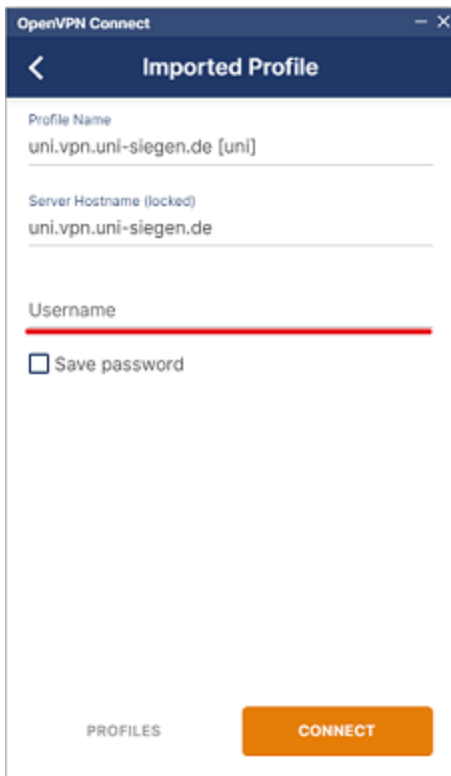 OpenVPN Connect
Imported Profile
Profile Name
uni.vpn.uni-siegen.de [uni]
Server Hostname (locked)
uni.vpn.uni-siegen.de
Username
Save password
PROFILES
CONNECT